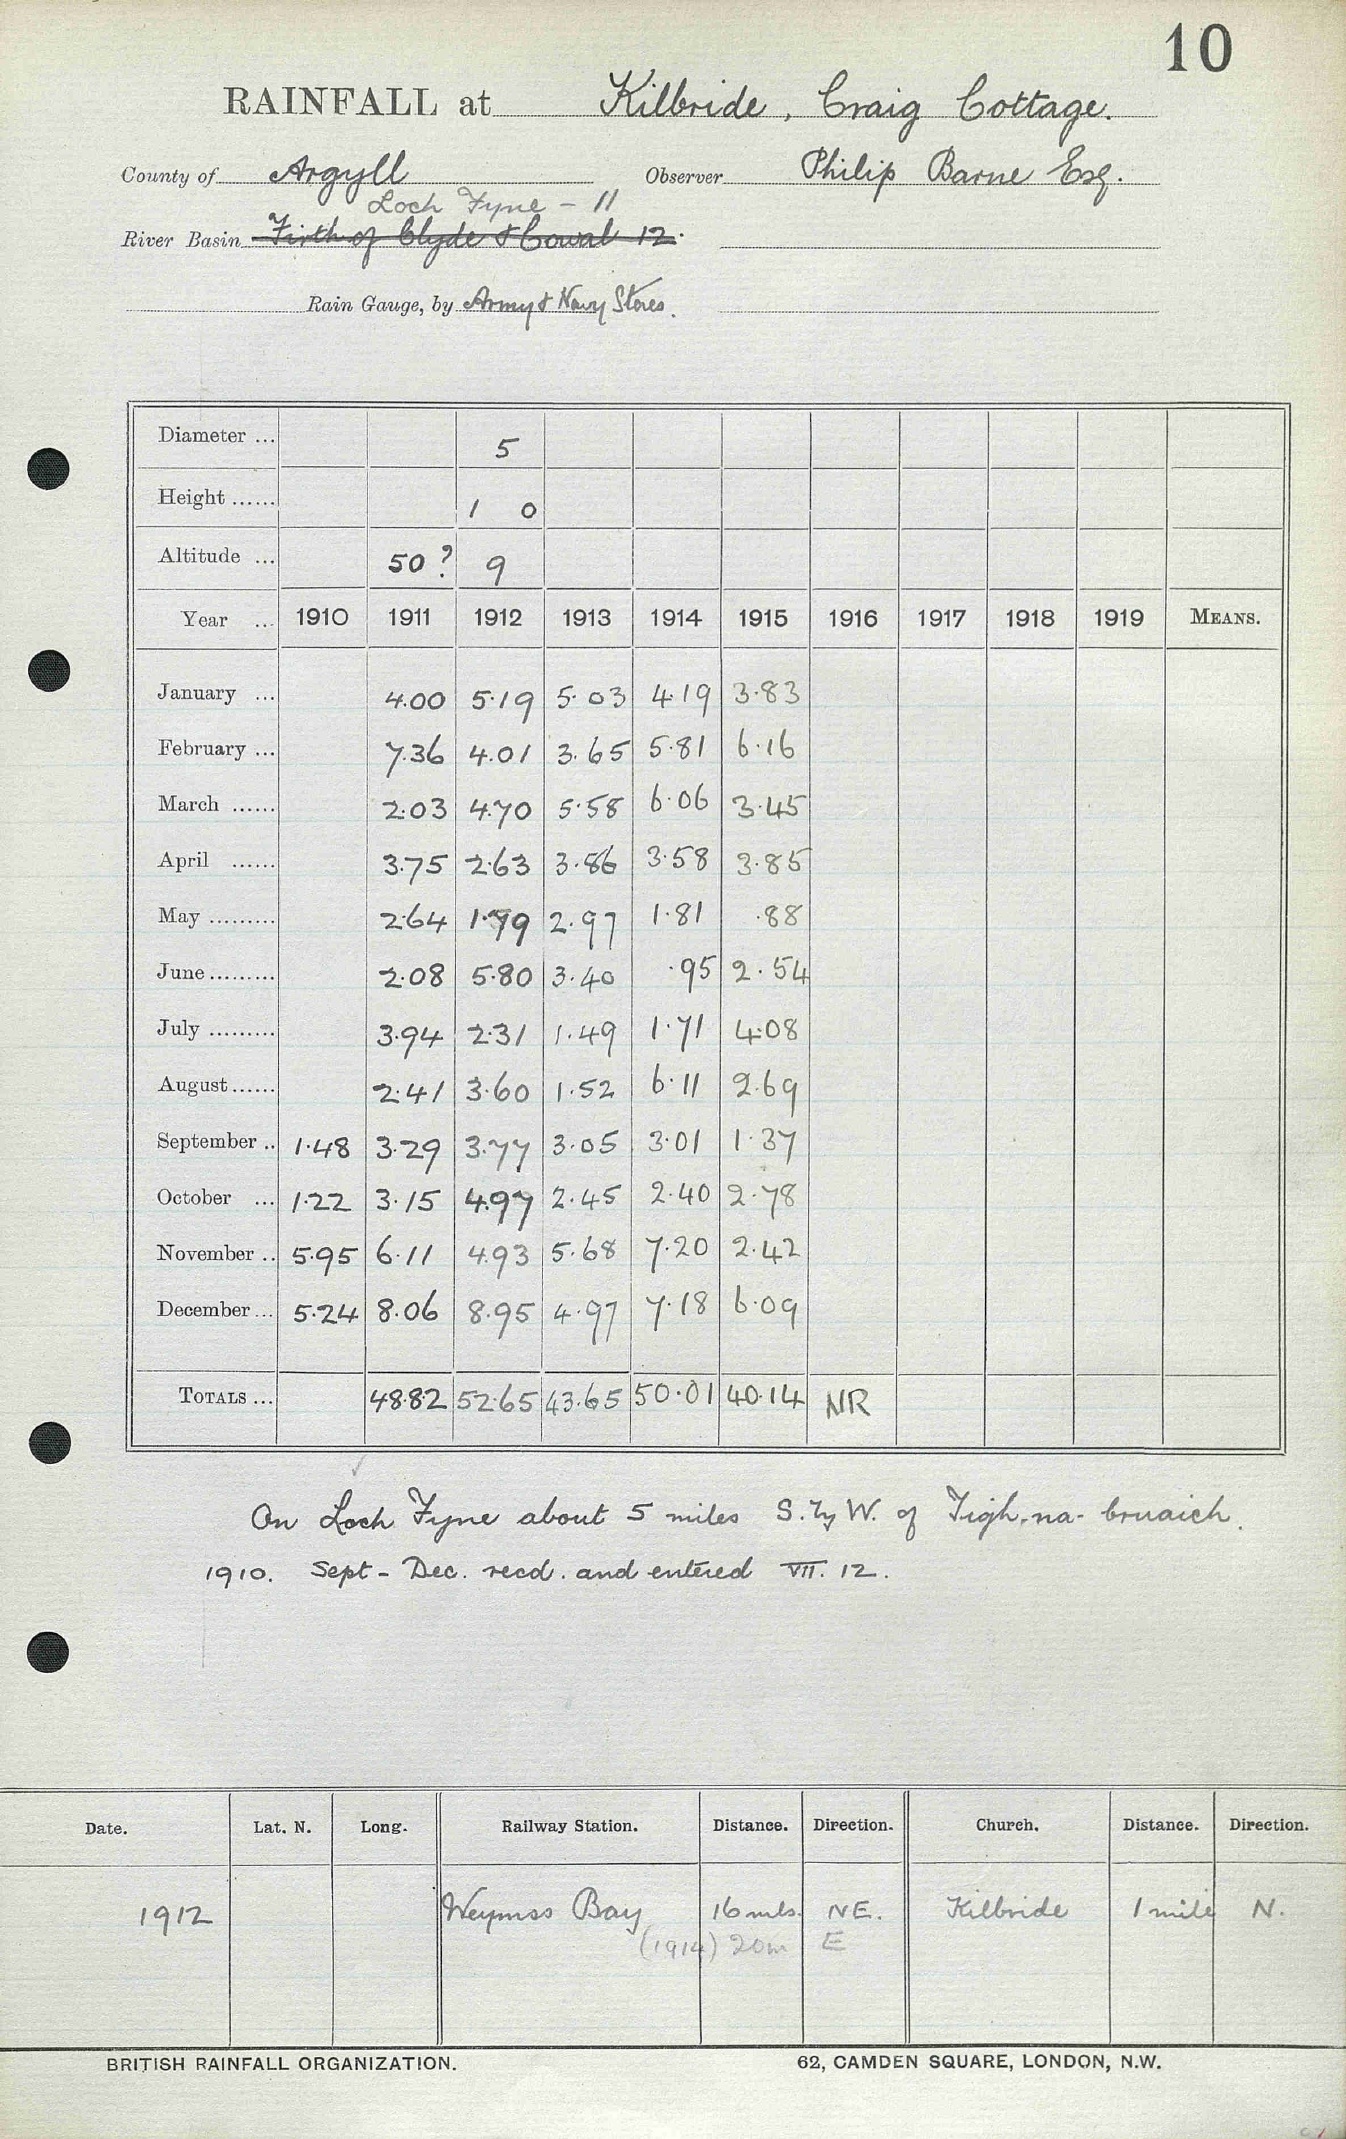 10
RAINFALL at Kilbride, Craig Cottage.
County of Argyll Observer Philip Barne Esq.
Loch Fyne - 11
River Basin Firth of Clyde & Cowal 12.
Rain Gauge, by Army & Navy Stores.
Diameter ... 5
Height ...... 1 0
Altitude ... 50? 9
Year ... 1910 1911 1912 1913 1914 1915 1916 1917 1918 1919 MEANS.
January ... 4.00 5.19 5.03 4.19 3.83
February ... 7.36 4.01 3.65 5.81 6.16
March ...... 2.03 4.70 5.58 6.06 3.45
April ...... 3.75 2.63 3.86 3.58 3.85
May ......... 2.64 1.79 2.97 1.81 .88
June ......... 2.08 5.80 3.40 .95 2.54
July ......... 3.94 2.31 1.49 1.71 4.08
August ...... 2.41 3.60 1.52 6.11 2.69
September .. 1.48 3.29 3.77 3.05 3.01 1.37
October ... 1.22 3.15 4.97 2.45 2.40 2.78
November .. 5.95 6.11 4.93 5.68 7.20 2.42
December ... 5.24 8.06 8.95 4.97 7.18 6.09
TOTALS ... 48.82 52.65 43.65 50.01 40.14 NR
On Loch Fyne about 5 miles S. by W. of Tigh-na-bruaich.
1910. Sept - Dec. recd. and entered VII. 12.
Date. Lat. N. Long. Railway Station. Distance. Direction. Church. Distance. Direction.
1912 Weymss Bay 16 mls. NE. Kilbride 1 mile N.
(1914) 20m E
BRITISH RAINFALL ORGANIZATION. 62, CAMDEN SQUARE, LONDON, N.W.